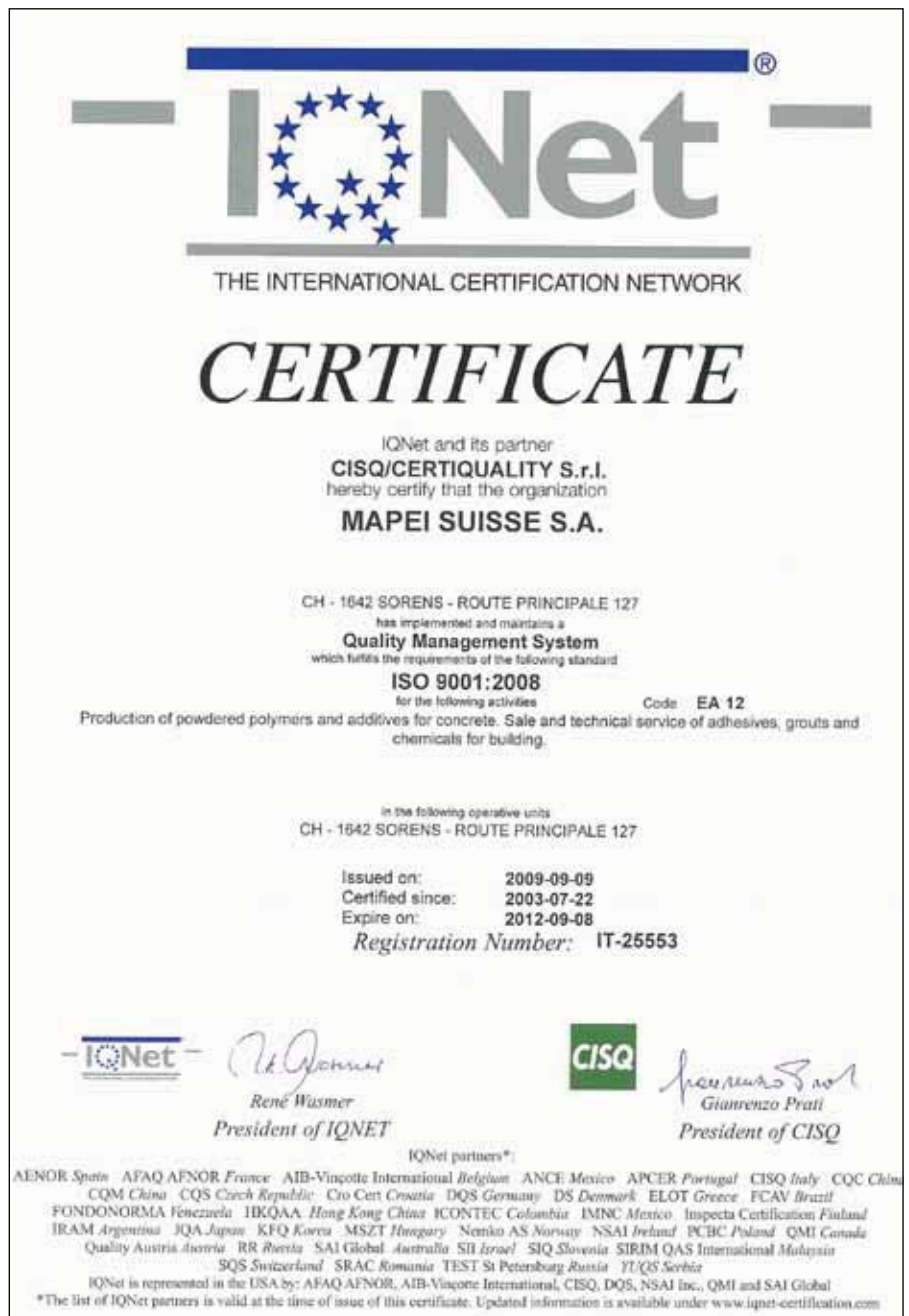 IQNet®
THE INTERNATIONAL CERTIFICATION NETWORK
CERTIFICATE
IQNet and its partner
CISQ/CERTIQUALITY S.r.l.
hereby certify that the organization
MAPEI SUISSE S.A.
CH - 1642 SORENS - ROUTE PRINCIPALE 127
has implemented and maintains a
Quality Management System
which fulfills the requirements of the following standard
ISO 9001:2008
for the following activities Code EA 12
Production of powdered polymers and additives for concrete. Sale and technical service of adhesives, grouts and
chemicals for building.
in the following operative units
CH - 1642 SORENS - ROUTE PRINCIPALE 127
Issued on: 2009-09-09
Certified since: 2003-07-22
Expire on: 2012-09-08
Registration Number: IT-25553
IQNet
CISQ
René Wasmer
President of IQNET
Gianrenzo Prati
President of CISQ
IQNet partners*:
AENOR Spain AFAQ AFNOR France AIB-Vinçotte International Belgium ANCE Mexico APCER Portugal CISQ Italy CQC China
CQM China CQS Czech Republic Cro Cert Croatia DQS Germany DS Denmark ELOT Greece FCAV Brazil
FONDONORMA Venezuela HKQAA Hong Kong China ICONTEC Colombia IMNC Mexico Inspecta Certification Finland
IRAM Argentina JQA Japan KFQ Korea MSZT Hungary Nemko AS Norway NSAI Ireland PCBC Poland QMI Canada
Quality Austria Austria RR Russia SAI Global Australia SII Israel SIQ Slovenia SIRIM QAS International Malaysia
SQS Switzerland SRAC Romania TEST St Petersburg Russia YUQS Serbia
IQNet is represented in the USA by: AFAQ AFNOR, AIB-Vinçotte International, CISQ, DQS, NSAI Inc., QMI and SAI Global
*The list of IQNet partners is valid at the time of issue of this certificate. Updated information is available under www.iqnet-certification.com